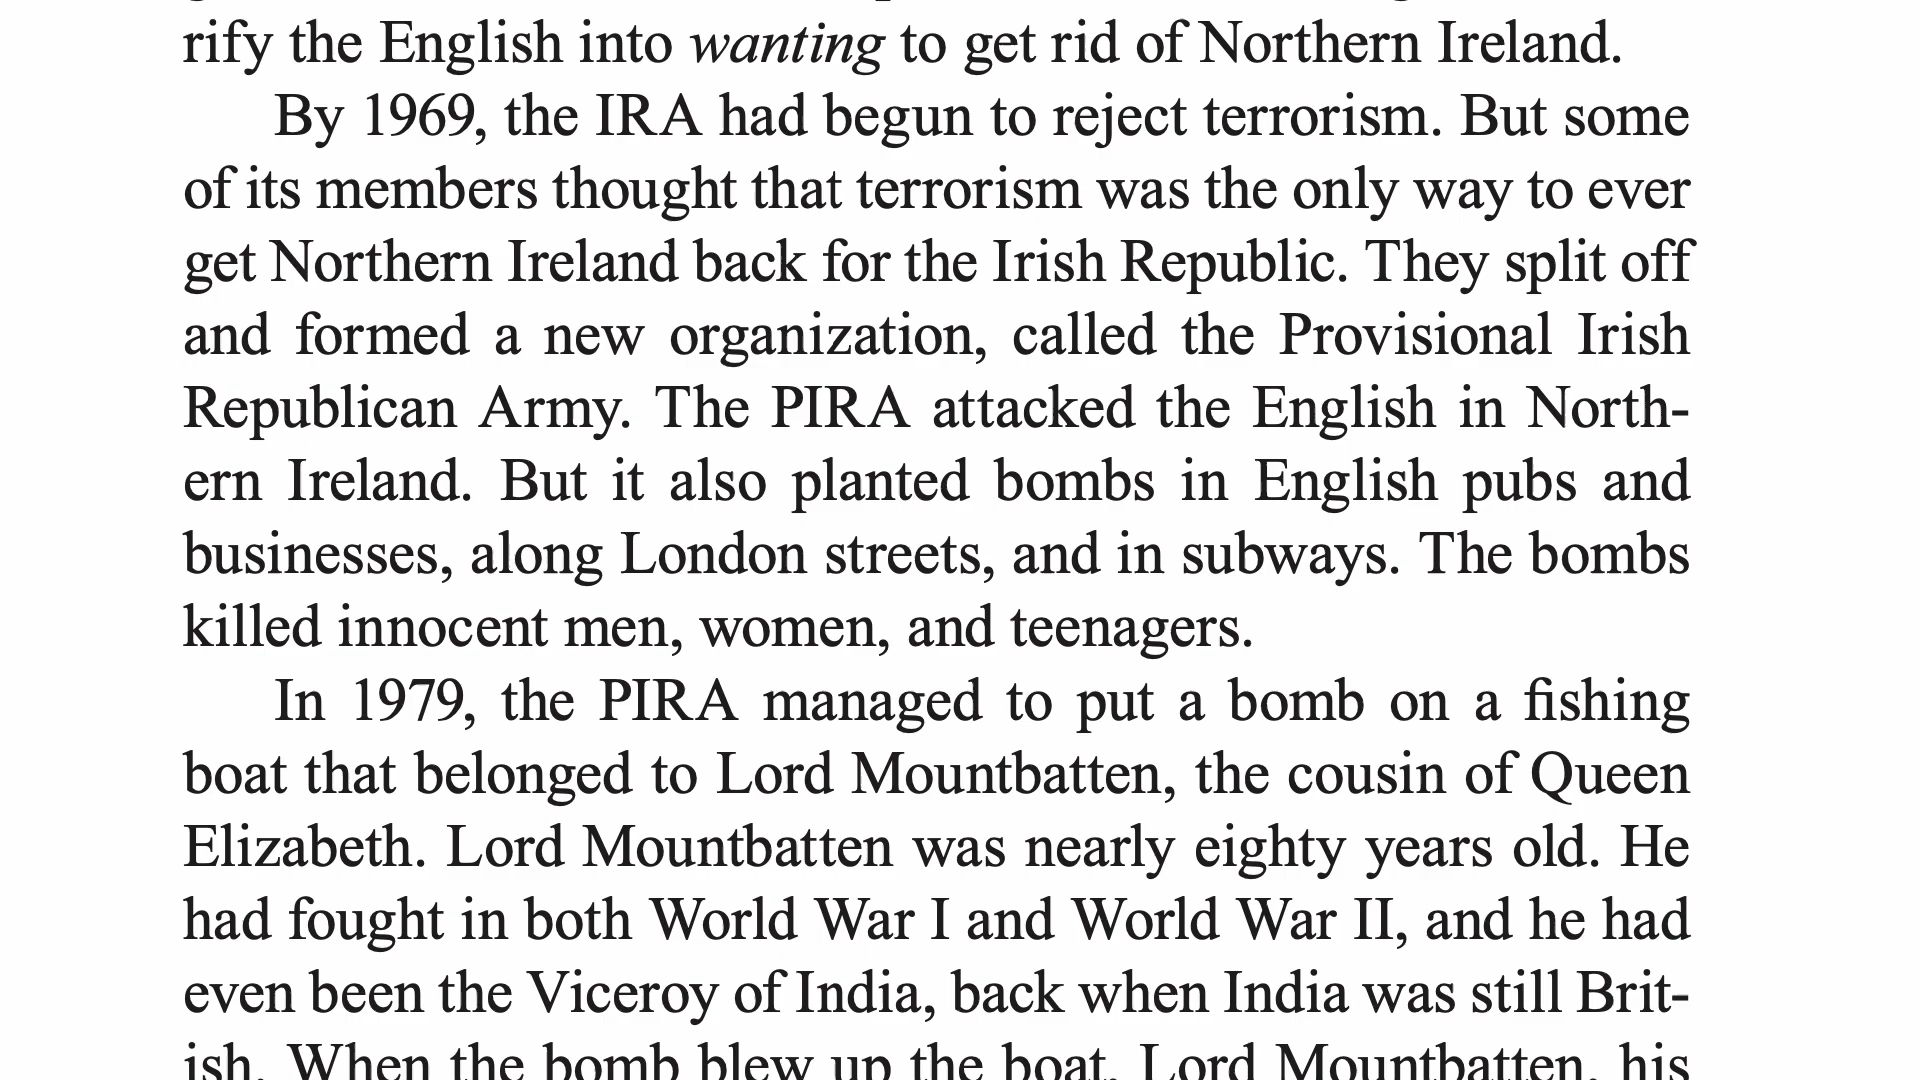 rify the English into wanting to get rid of Northern Ireland.
By 1969, the IRA had begun to reject terrorism. But some
of its members thought that terrorism was the only way to ever
get Northern Ireland back for the Irish Republic. They split off
and formed a new organization, called the Provisional Irish
Republican Army. The PIRA attacked the English in North-
ern Ireland. But it also planted bombs in English pubs and
businesses, along London streets, and in subways. The bombs
killed innocent men, women, and teenagers.
In 1979, the PIRA managed to put a bomb on a fishing
boat that belonged to Lord Mountbatten, the cousin of Queen
Elizabeth. Lord Mountbatten was nearly eighty years old. He
had fought in both World War I and World War II, and he had
even been the Viceroy of India, back when India was still Brit-
ish. When the bomb blew up the boat, Lord Mountbatten, his